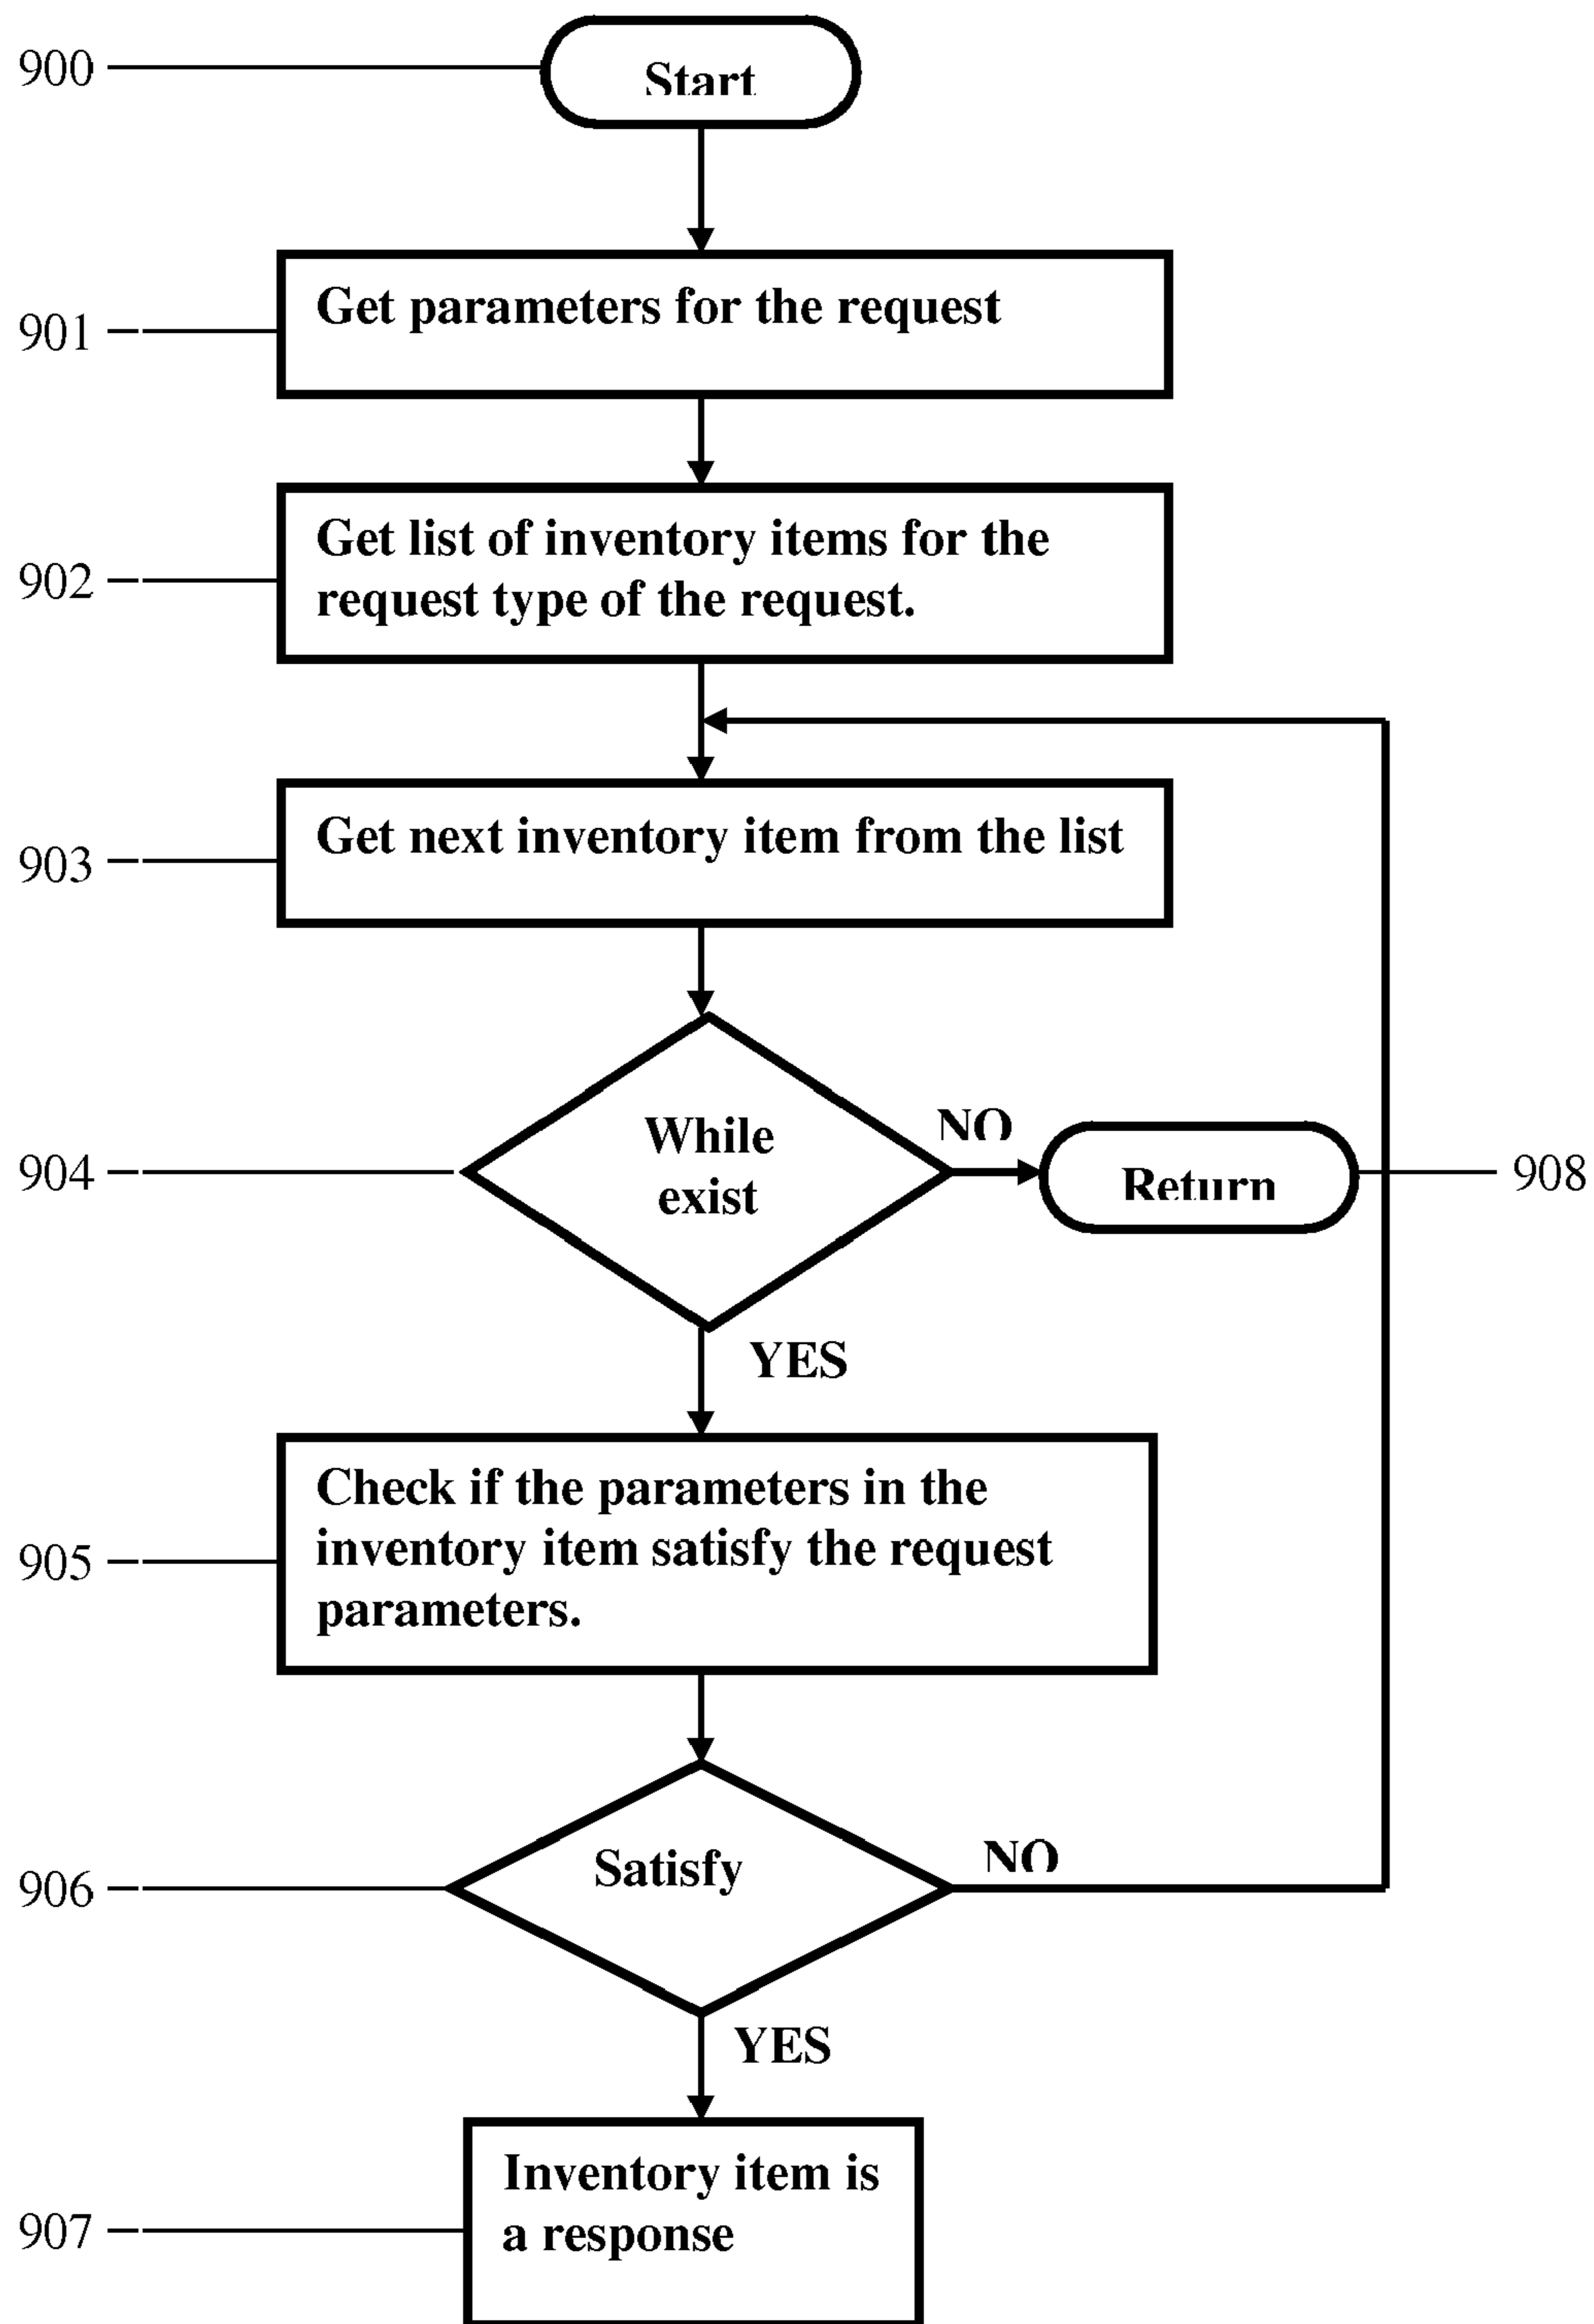 900
Start
901
Get parameters for the request
902
Get list of inventory items for the
request type of the request.
903
Get next inventory item from the list
904
While
exist
NO
Return
908
YES
905
Check if the parameters in the
inventory item satisfy the request
parameters.
906
Satisfy
NO
YES
907
Inventory item is
a response